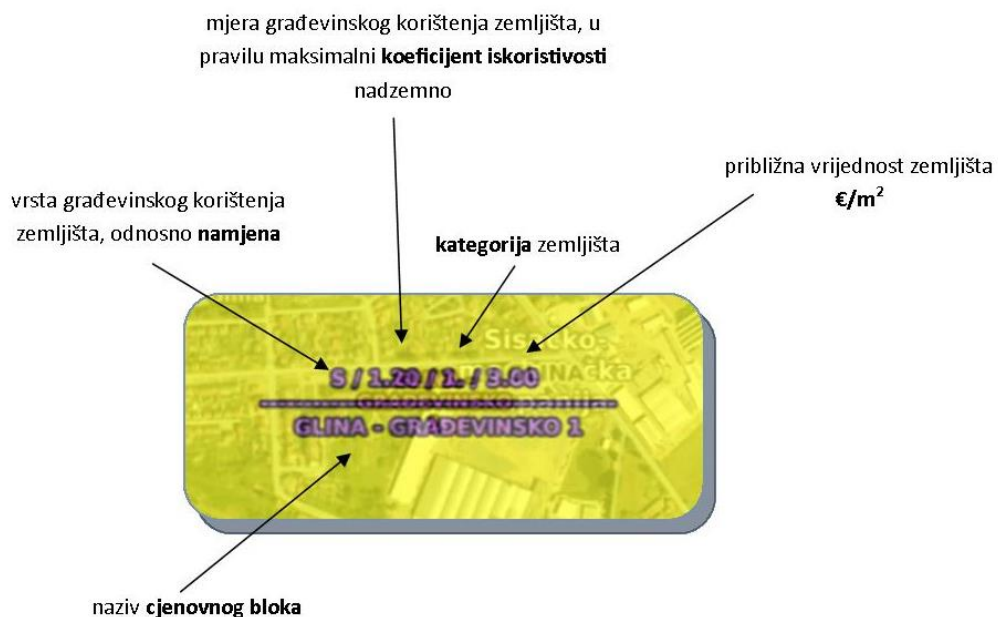 mjera građevinskog korištenja zemljišta, u
pravilu maksimalni koeficijent iskoristivosti
nadzemno
približna vrijednost zemljišta
€/m²
vrsta građevinskog korištenja
zemljišta, odnosno namjena
kategorija zemljišta
Sisačko-
S / 1.20 / 1. / 3.00
GLINA - GRAĐEVINSKO 1
naziv cjenovnog bloka